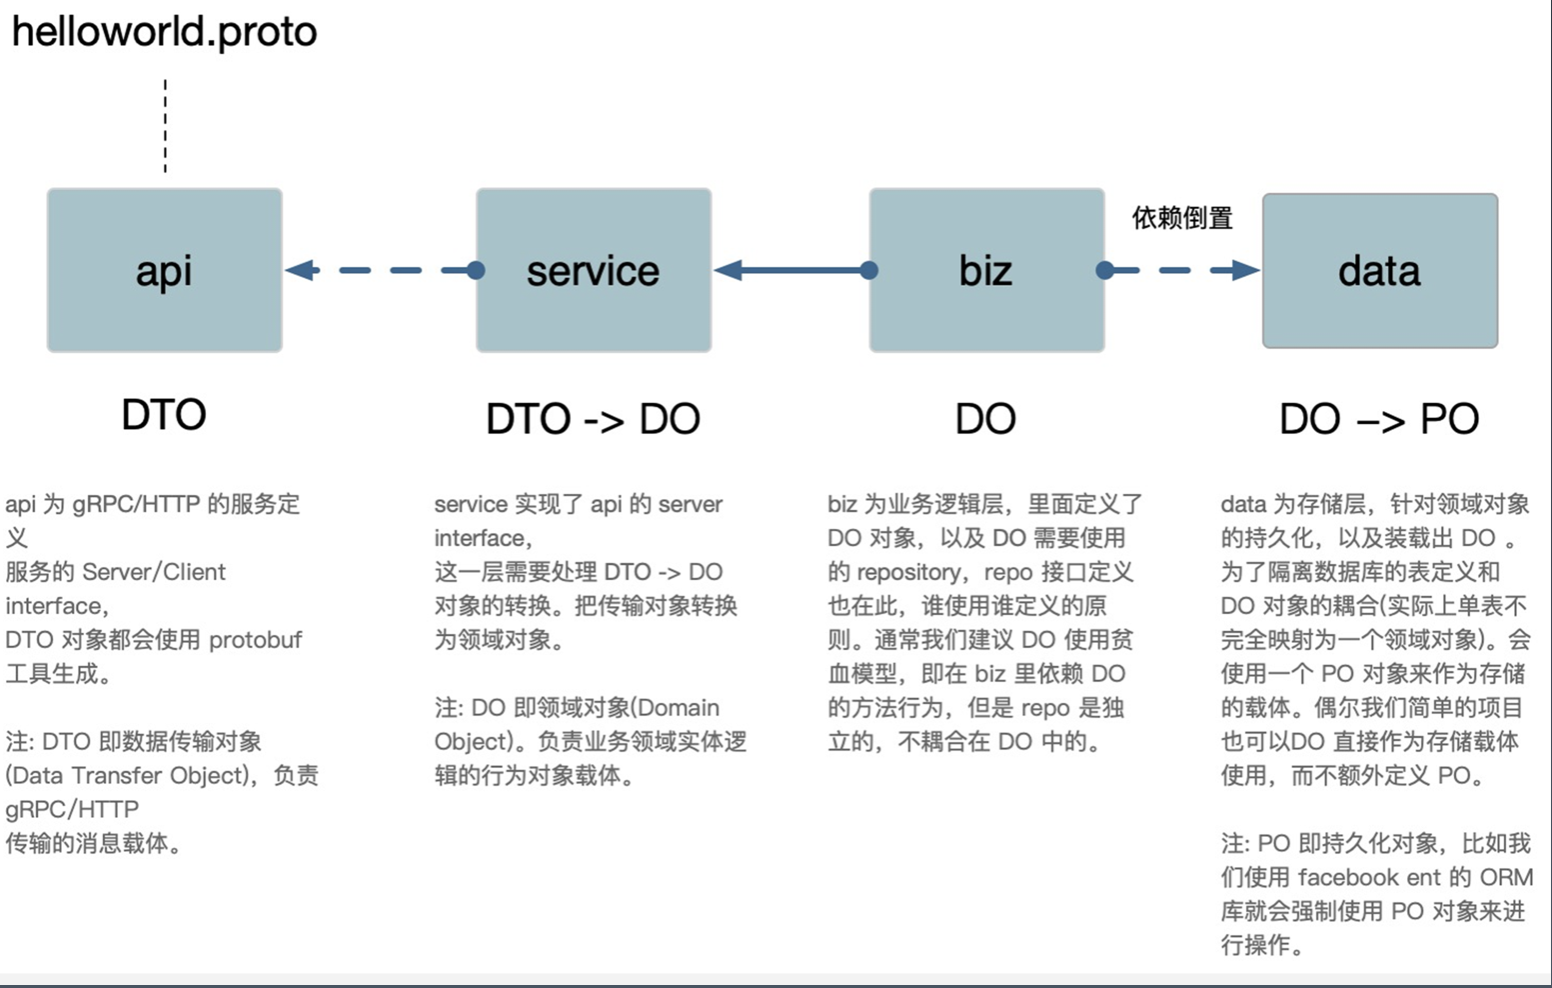 helloworld.proto
依赖倒置
api
service
biz
data
DTO
DTO -> DO
DO
DO –> PO
api 为 gRPC/HTTP 的服务定
义
服务的 Server/Client
interface，
DTO 对象都会使用 protobuf
工具生成。
注: DTO 即数据传输对象
(Data Transfer Object)，负责
gRPC/HTTP
传输的消息载体。
service 实现了 api 的 server
interface，
这一层需要处理 DTO -> DO
对象的转换。把传输对象转换
为领域对象。
注: DO 即领域对象(Domain
Object)。负责业务领域实体逻
辑的行为对象载体。
biz 为业务逻辑层，里面定义了
DO 对象，以及 DO 需要使用
的 repository，repo 接口定义
也在此，谁使用谁定义的原
则。通常我们建议 DO 使用贫
血模型，即在 biz 里依赖 DO
的方法行为，但是 repo 是独
立的，不耦合在 DO 中的。
data 为存储层，针对领域对象
的持久化，以及装载出 DO 。
为了隔离数据库的表定义和
DO 对象的耦合(实际上单表不
完全映射为一个领域对象)。会
使用一个 PO 对象来作为存储
的载体。偶尔我们简单的项目
也可以DO 直接作为存储载体
使用，而不额外定义 PO。
注: PO 即持久化对象，比如我
们使用 facebook ent 的 ORM
库就会强制使用 PO 对象来进
行操作。